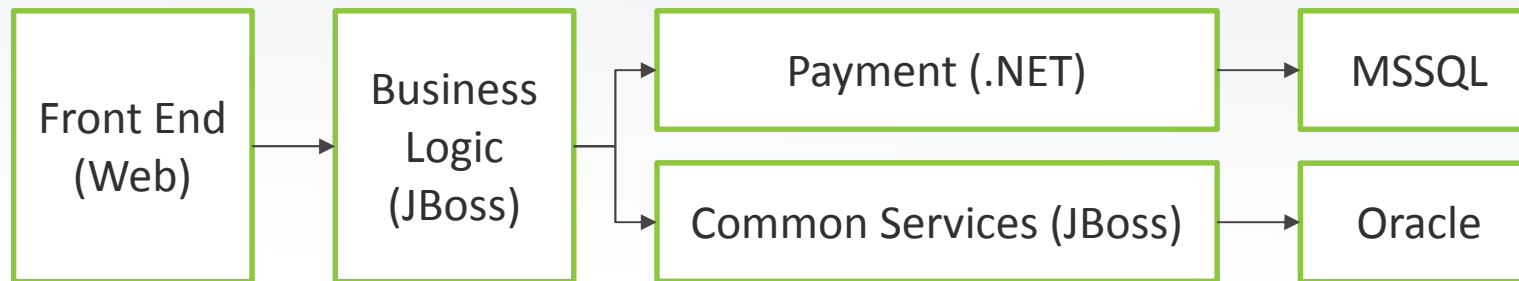 Front End
(Web)
Business
Logic
(JBoss)
Payment (.NET)
MSSQL
Common Services (JBoss)
Oracle